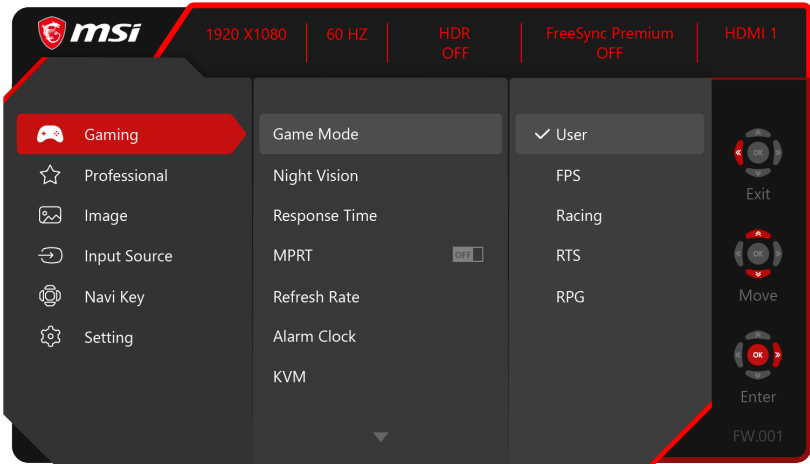 msi
1920 X1080
60 HZ
HDR
OFF
FreeSync Premium
OFF
HDMI 1
Gaming
Professional
Image
Input Source
Navi Key
Setting
Game Mode
Night Vision
Response Time
MPRT
OFF
Refresh Rate
Alarm Clock
KVM
User
FPS
Racing
RTS
RPG
OK
Exit
OK
Move
OK
Enter
FW.001